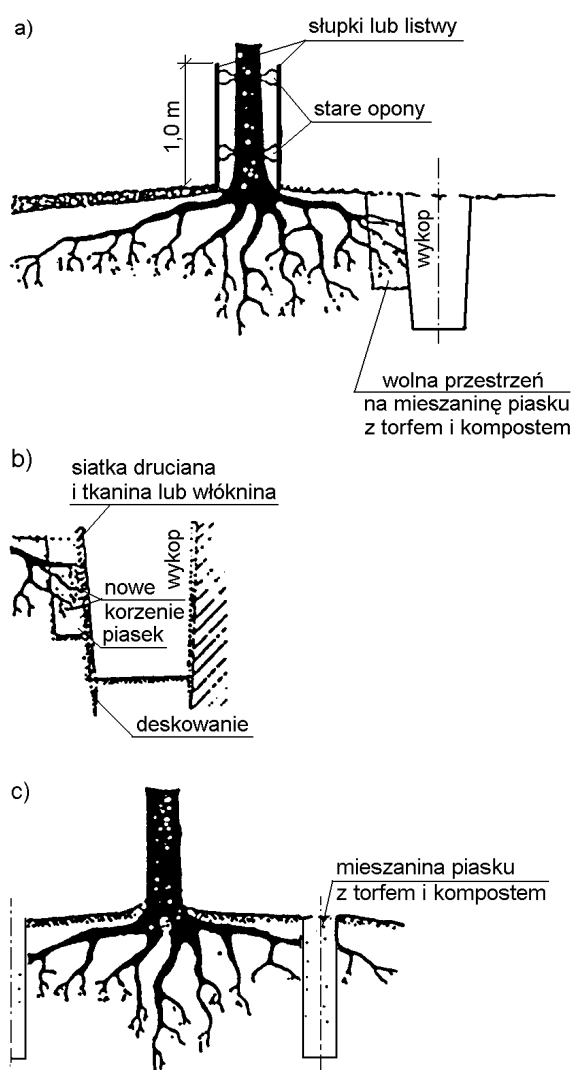 a)
słupki lub listwy
stare opony
1,0 m
wykop
wolna przestrzeń
na mieszaninę piasku
z torfem i kompostem
b)
siatka druciana
i tkanina lub włóknina
wykop
nowe
korzenie
piasek
deskowanie
c)
mieszanina piasku
z torfem i kompostem